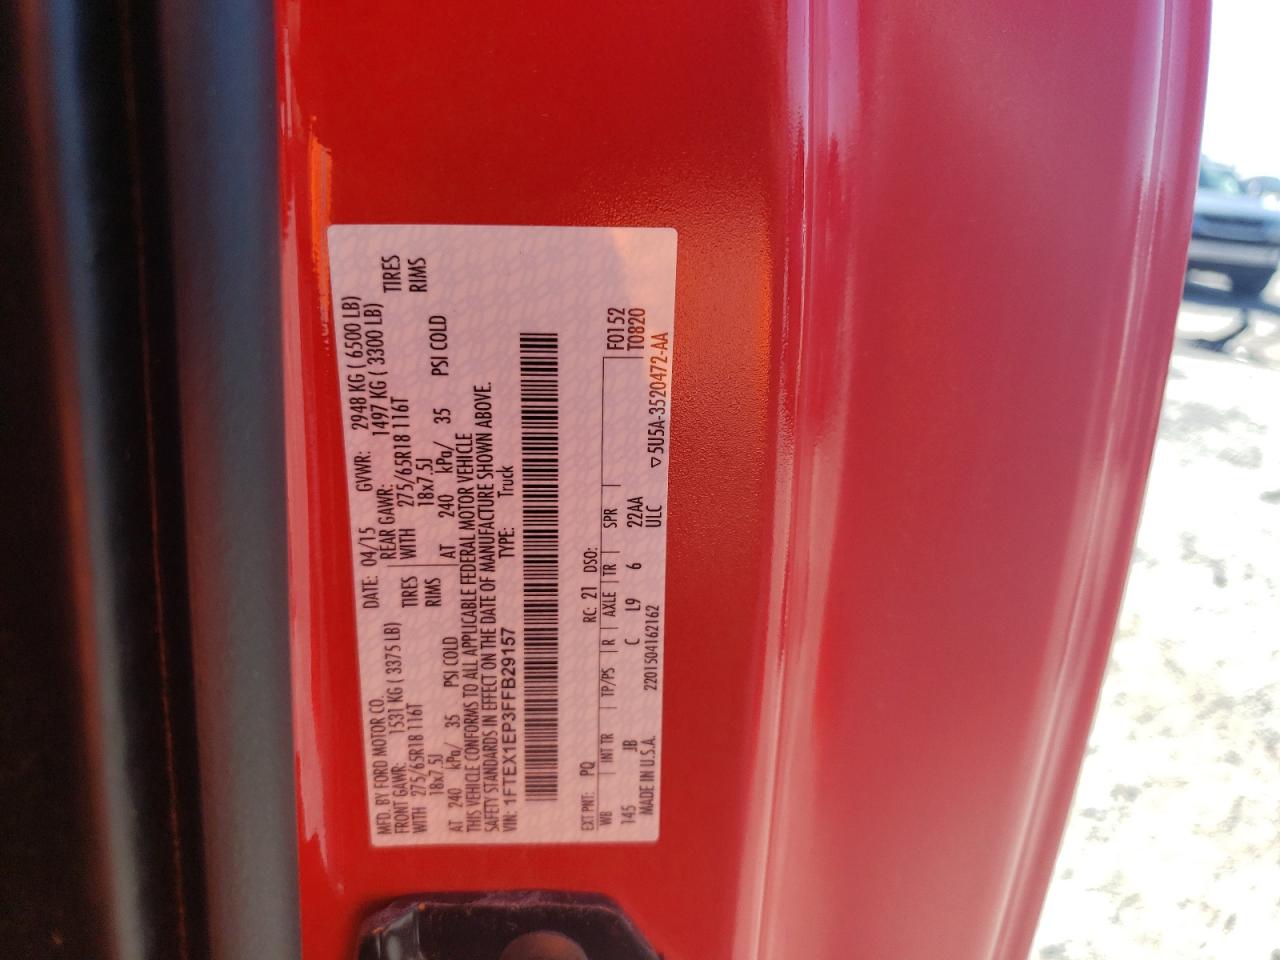 MFD. BY FORD MOTOR CO. DATE: 04/15 GVWR: 2948 KG ( 6500 LB)
FRONT GAWR: 1531 KG ( 3375 LB) REAR GAWR: 1497 KG ( 3300 LB)
WITH 275/65R18 116T TIRES WITH 275/65R18 116T TIRES
18x7.5J RIMS 18x7.5J RIMS
AT 240 kPa/ 35 PSI COLD AT 240 kPa/ 35 PSI COLD
THIS VEHICLE CONFORMS TO ALL APPLICABLE FEDERAL MOTOR VEHICLE
SAFETY STANDARDS IN EFFECT ON THE DATE OF MANUFACTURE SHOWN ABOVE.
VIN: 1FTEX1EP3FFB29157 TYPE: Truck
EXT PNT: PQ RC: 21 DSO:
WB INT TR TP/PS R AXLE TR SPR F0152
145 JB C L9 6 22AA T0820
MADE IN U.S.A. 2201504162162 ULC ▽5U5A-3520472-AA